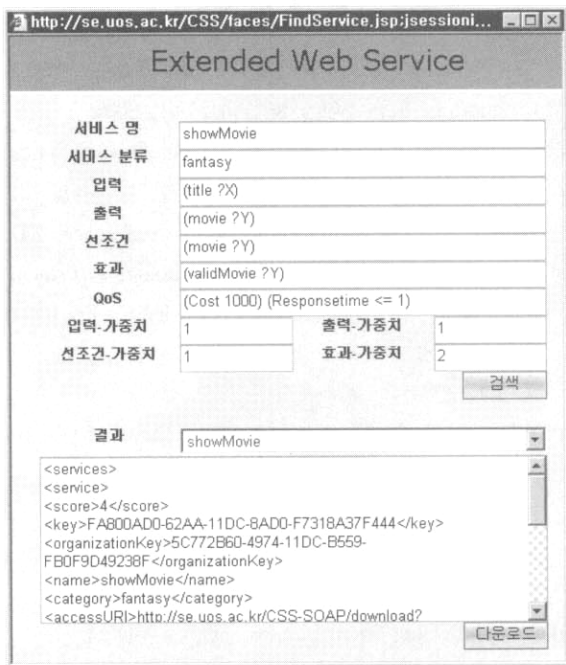 http://se.uos.ac.kr/CSS/faces/FindService.jsp;jsessioni...
Extended Web Service
서비스 명 showMovie
서비스 분류 fantasy
입력 (title ?X)
출력 (movie ?Y)
선조건 (movie ?Y)
효과 (validMovie ?Y)
QoS (Cost 1000) (Responsetime <= 1)
입력-가중치 1 출력-가중치 1
선조건-가중치 1 효과-가중치 2
검색
결과 showMovie
<services>
<service>
<score>4</score>
<key>FA800AD0-62AA-11DC-8AD0-F7318A37F444</key>
<organizationKey>5C772B60-4974-11DC-B559-
FB0F9D49238F</organizationKey>
<name>showMovie</name>
<category>fantasy</category>
<accessURI>http://se.uos.ac.kr/CSS-SOAP/download?
다운로드